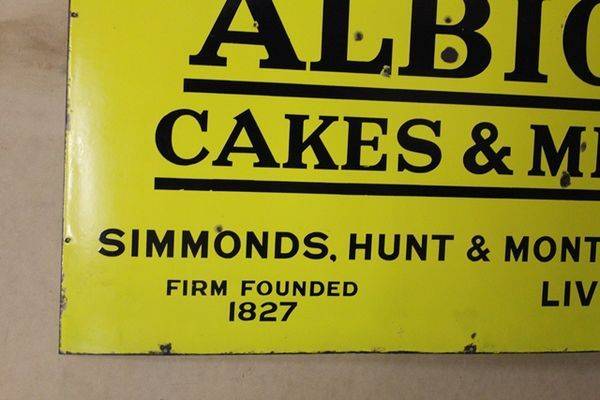 ALBIO
CAKES & M
SIMMONDS, HUNT & MONT
FIRM FOUNDED LIV
1827